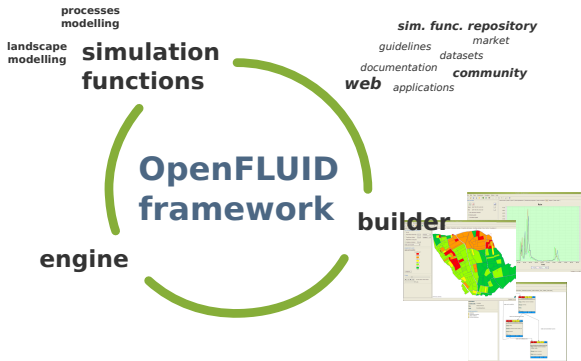 processes
modelling
landscape
modelling
simulation
functions
sim. func. repository
guidelines
market
datasets
documentation
community
web
applications
OpenFLUID
framework
builder
engine